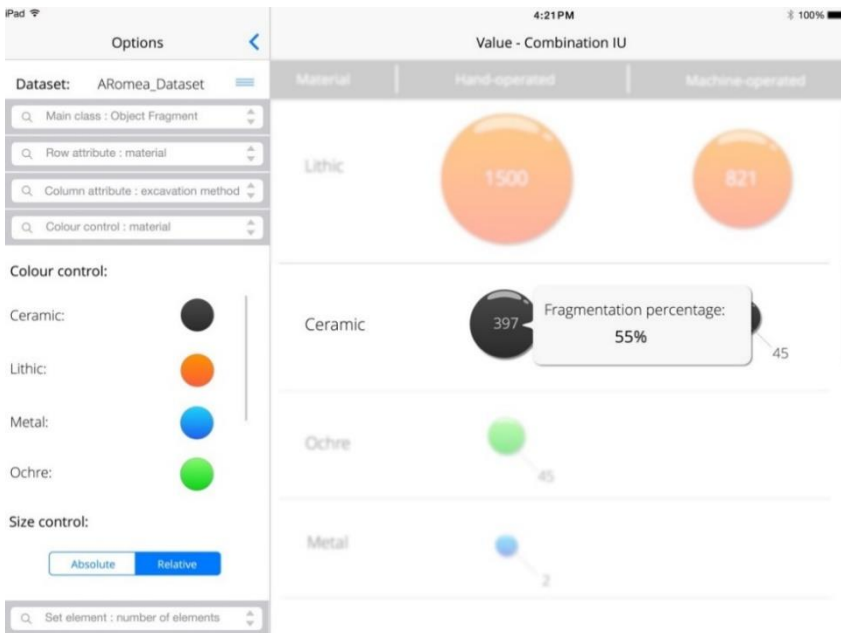 iPad
4:21PM
100%
Options
Value - Combination IU
Dataset: ARomea_Dataset
Main class : Object Fragment
Row attribute : material
Column attribute : excavation method
Colour control : material
Colour control:
Ceramic:
Lithic:
Metal:
Ochre:
Size control:
Absolute Relative
Set element : number of elements
Material Hand-operated Machine-operated
Lithic 1500 821
Ceramic 397 45
Fragmentation percentage:
55%
Ochre 45
Metal 2